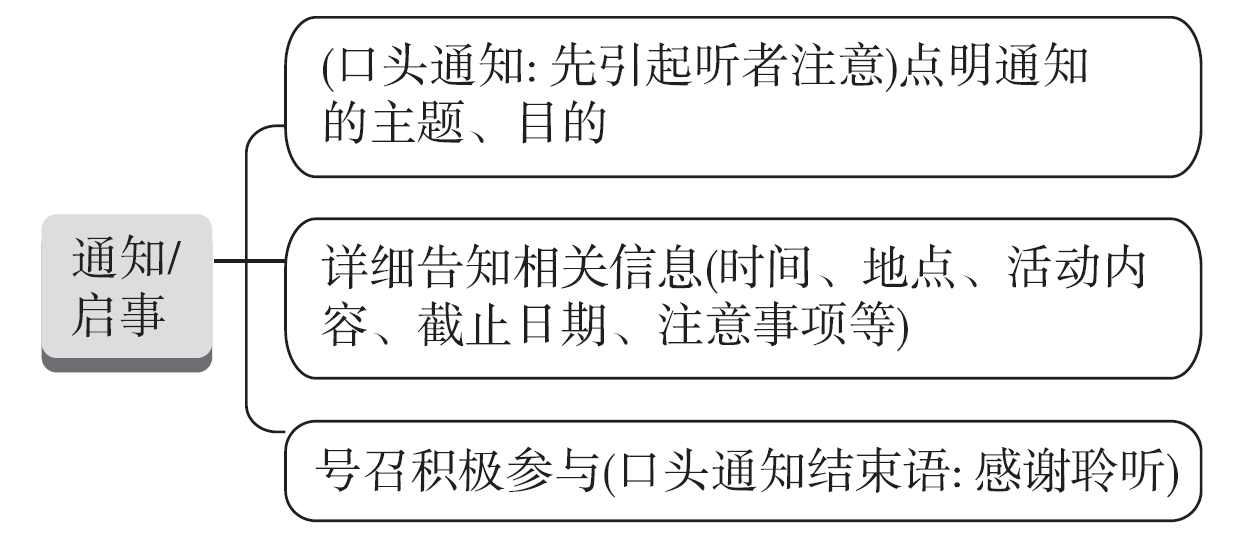 (口头通知: 先引起听者注意)点明通知
的主题、目的
通知/
启事
详细告知相关信息(时间、地点、活动内
容、截止日期、注意事项等)
号召积极参与(口头通知结束语: 感谢聆听)